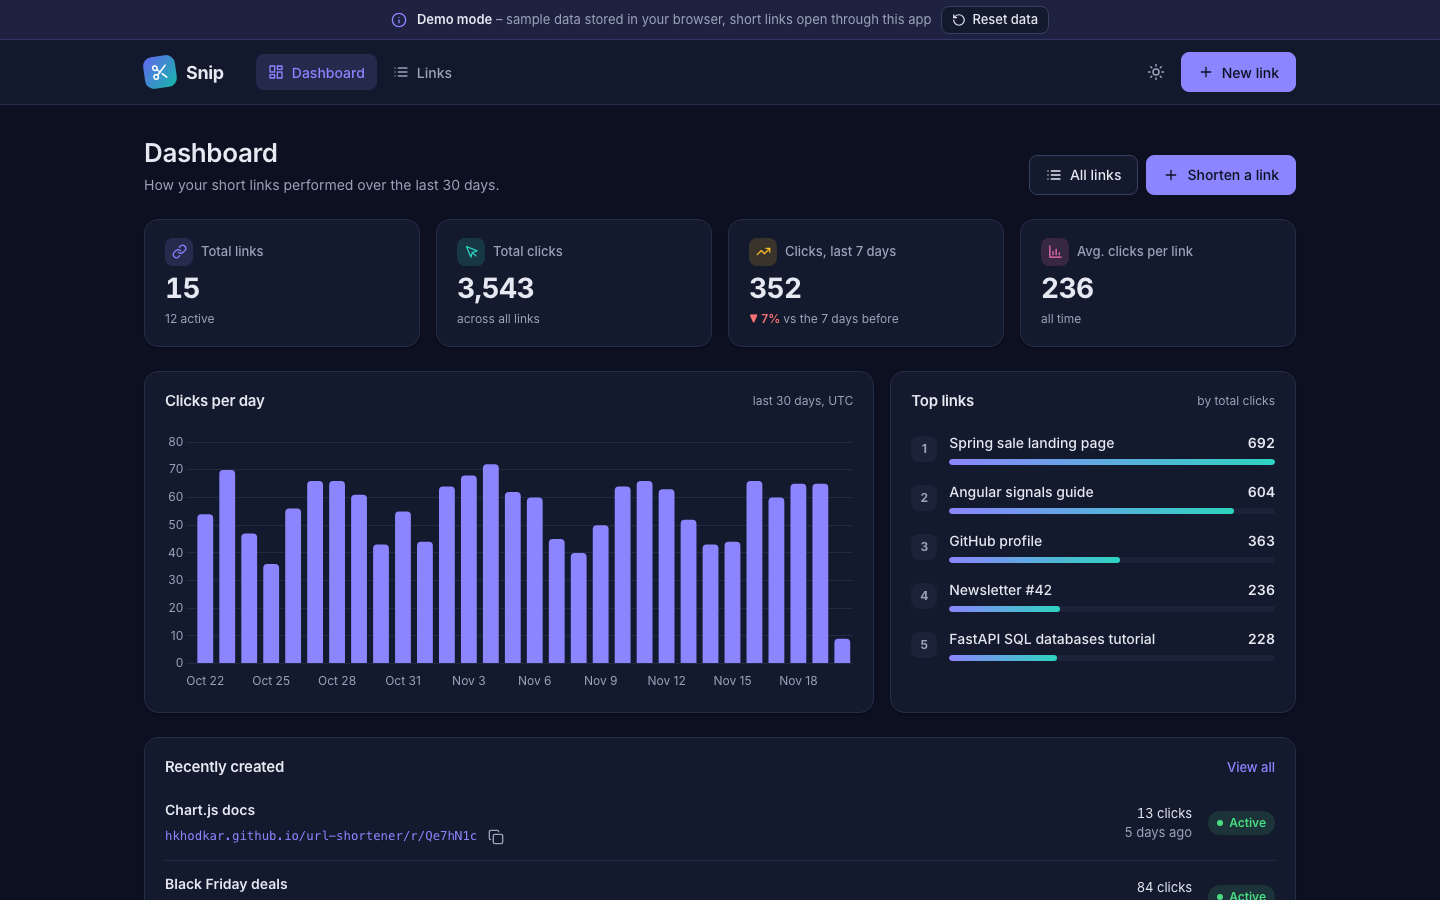 Demo mode – sample data stored in your browser, short links open through this app Reset data
Snip Dashboard Links New link
Dashboard
How your short links performed over the last 30 days.
All links Shorten a link
Total links
15
12 active
Total clicks
3,543
across all links
Clicks, last 7 days
352
▼ 7% vs the 7 days before
Avg. clicks per link
236
all time
Clicks per day last 30 days, UTC
80
70
60
50
40
30
20
10
0
Oct 22 Oct 25 Oct 28 Oct 31 Nov 3 Nov 6 Nov 9 Nov 12 Nov 15 Nov 18
Top links by total clicks
1 Spring sale landing page 692
2 Angular signals guide 604
3 GitHub profile 363
4 Newsletter #42 236
5 FastAPI SQL databases tutorial 228
Recently created View all
Chart.js docs
hkhodkar.github.io/url-shortener/r/Qe7hN1c
13 clicks
5 days ago
Active
Black Friday deals
84 clicks
Active